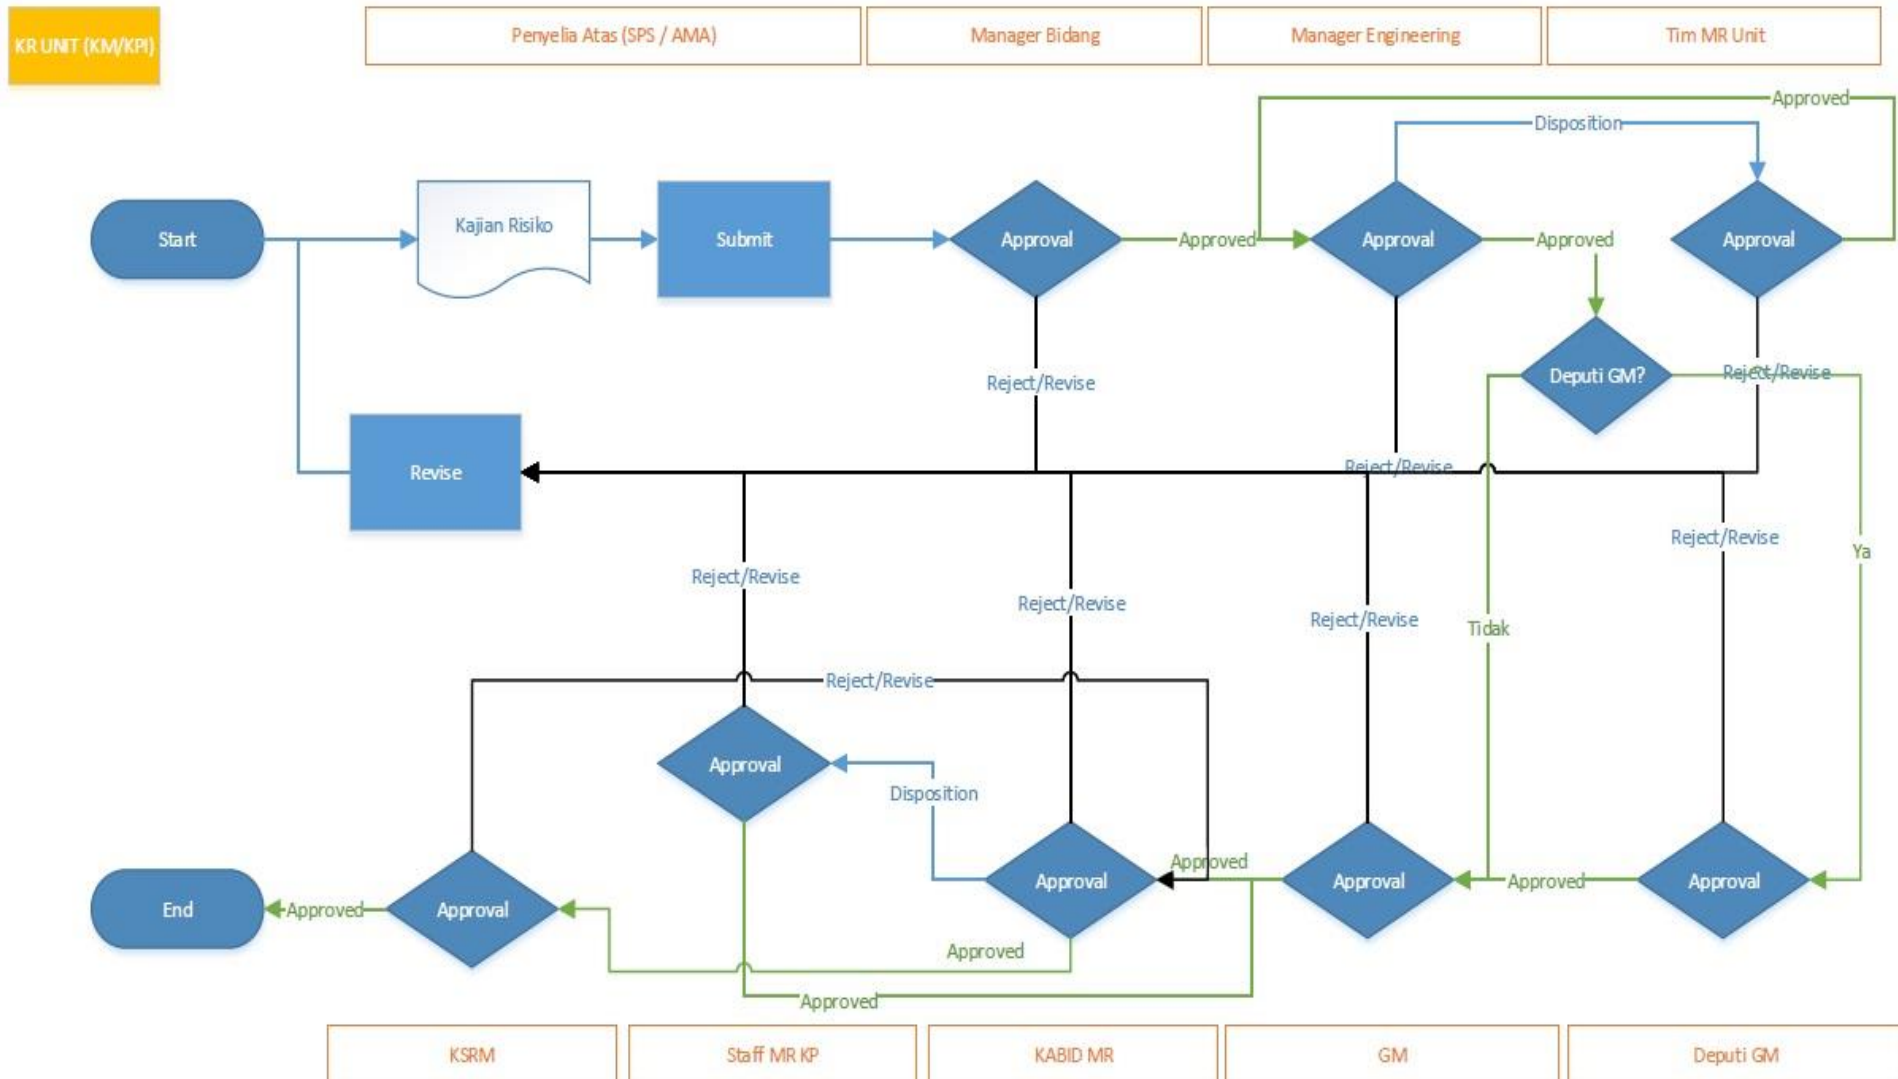 KR UNIT (KM/KPI)
Penyelia Atas (SPS / AMA)
Manager Bidang
Manager Engineering
Tim MR Unit
Approved
Disposition
Start
Kajian Risiko
Submit
Approval
Approved
Approval
Approved
Approval
Reject/Revise
Deputi GM?
Reject/Revise
Revise
Reject/Revise
Reject/Revise
Ya
Reject/Revise
Reject/Revise
Reject/Revise
Tidak
Reject/Revise
Approval
Disposition
Approved
End
Approved
Approval
Approval
Approval
Approved
Approval
Approved
Approved
KSRM
Staff MR KP
KABID MR
GM
Deputi GM